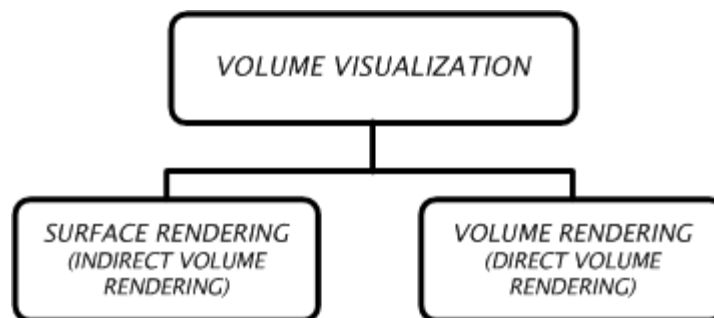 VOLUME VISUALIZATION
SURFACE RENDERING
(INDIRECT VOLUME
RENDERING)
VOLUME RENDERING
(DIRECT VOLUME
RENDERING)